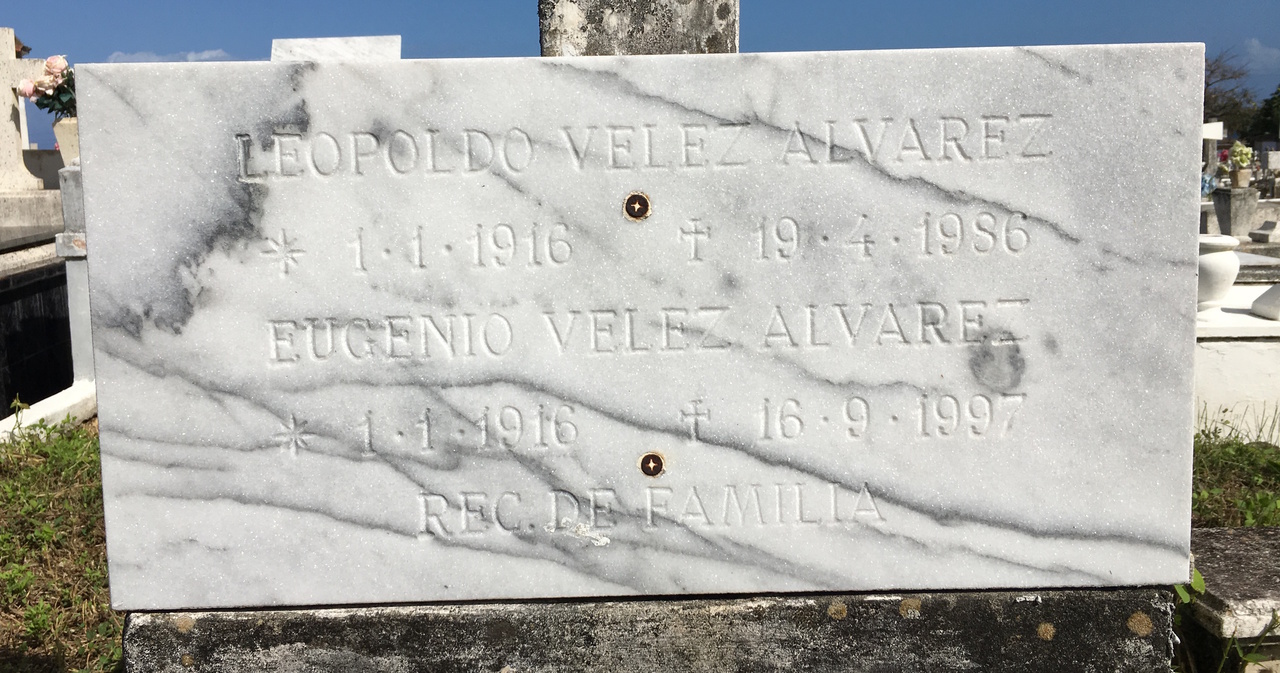 LEOPOLDO VELEZ ALVAREZ
* 1·1·1916 ✝ 19·4·1986
EUGENIO VELEZ ALVAREZ
* 1·1·1916 ✝ 16·9·1997
REC. DE FAMILIA